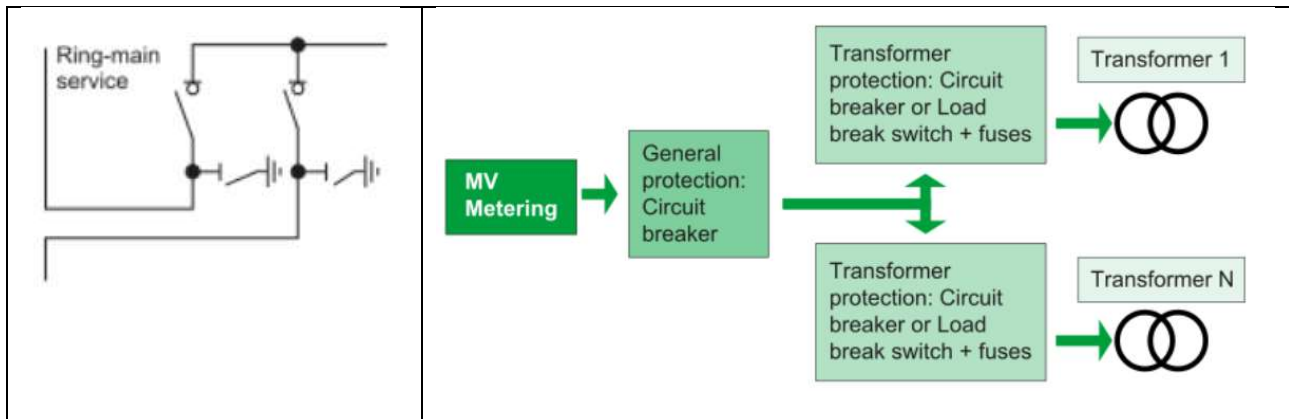 Ring-main
service
MV
Metering
General
protection:
Circuit
breaker
Transformer
protection: Circuit
breaker or Load
break switch + fuses
Transformer 1
Transformer
protection: Circuit
breaker or Load
break switch + fuses
Transformer N